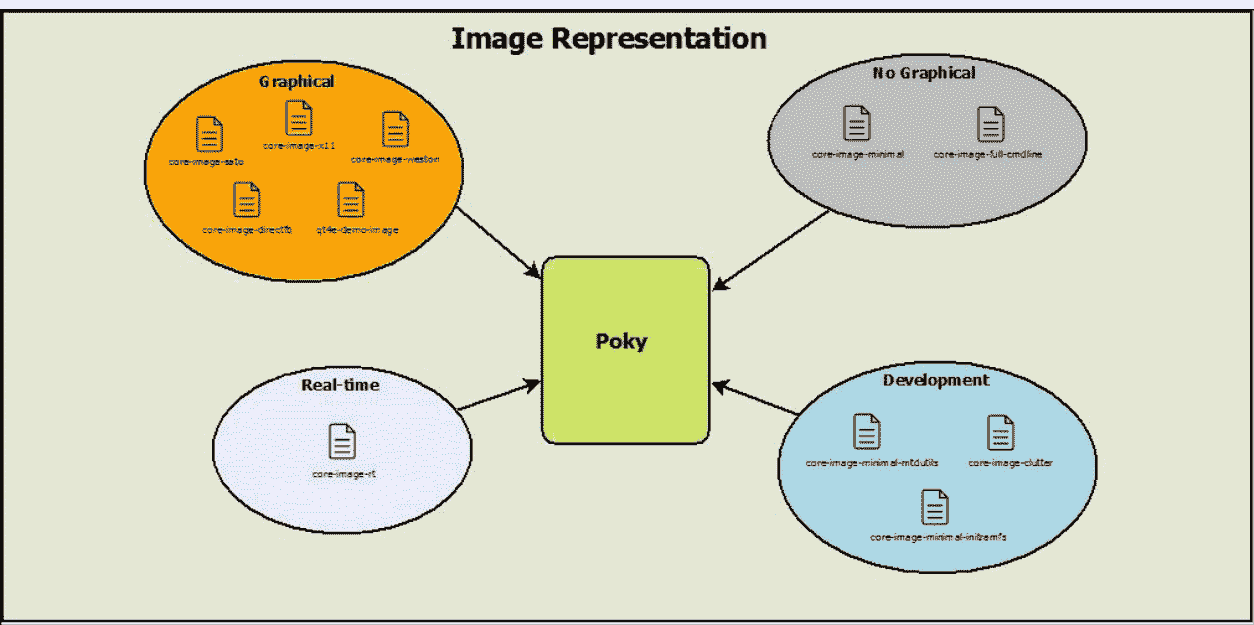 Image Representation
Graphical
core-image-sato
core-image-x11
core-image-weston
core-image-directfb
qt4e-demo-image
No Graphical
core-image-minimal
core-image-full-cmdline
Poky
Real-time
core-image-rt
Development
core-image-minimal-mtdutils
core-image-clutter
core-image-minimal-initramfs